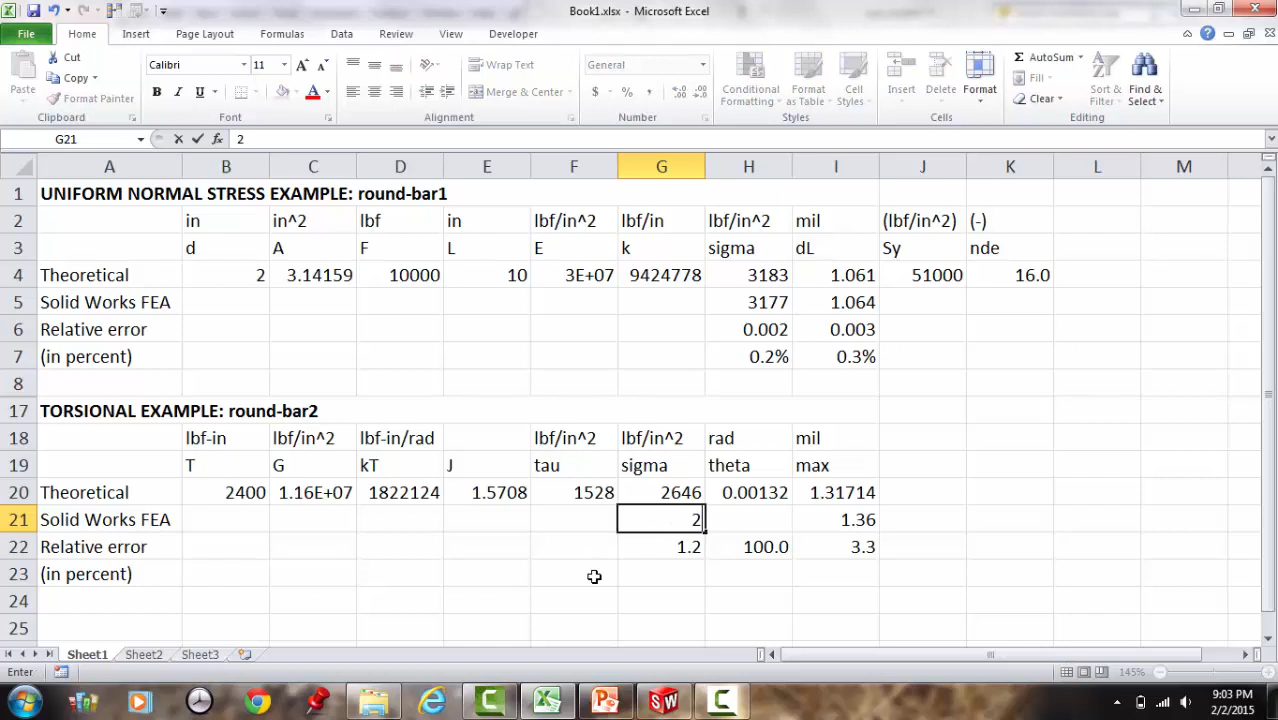 Book1.xlsx - Microsoft Excel
File Home Insert Page Layout Formulas Data Review View Developer
Paste Cut Copy Format Painter Clipboard
Calibri 11 A A B I U A Font
Wrap Text Merge & Center Alignment
General $ % , Number
Conditional Formatting Format as Table Cell Styles Styles
Insert Delete Format Cells
Σ AutoSum Fill Clear Sort & Filter Find & Select Editing
G21 fx 2
A B C D E F G H I J K L M
1 UNIFORM NORMAL STRESS EXAMPLE: round-bar1
2 in in^2 lbf in lbf/in^2 lbf/in lbf/in^2 mil (lbf/in^2) (-)
3 d A F L E k sigma dL Sy nde
4 Theoretical 2 3.14159 10000 10 3E+07 9424778 3183 1.061 51000 16.0
5 Solid Works FEA 3177 1.064
6 Relative error 0.002 0.003
7 (in percent) 0.2% 0.3%
8
17 TORSIONAL EXAMPLE: round-bar2
18 lbf-in lbf/in^2 lbf-in/rad lbf/in^2 lbf/in^2 rad mil
19 T G kT J tau sigma theta max
20 Theoretical 2400 1.16E+07 1822124 1.5708 1528 2646 0.00132 1.31714
21 Solid Works FEA 2 1.36
22 Relative error 1.2 100.0 3.3
23 (in percent)
24
25
Sheet1 Sheet2 Sheet3
Enter 145%
9:03 PM
2/2/2015